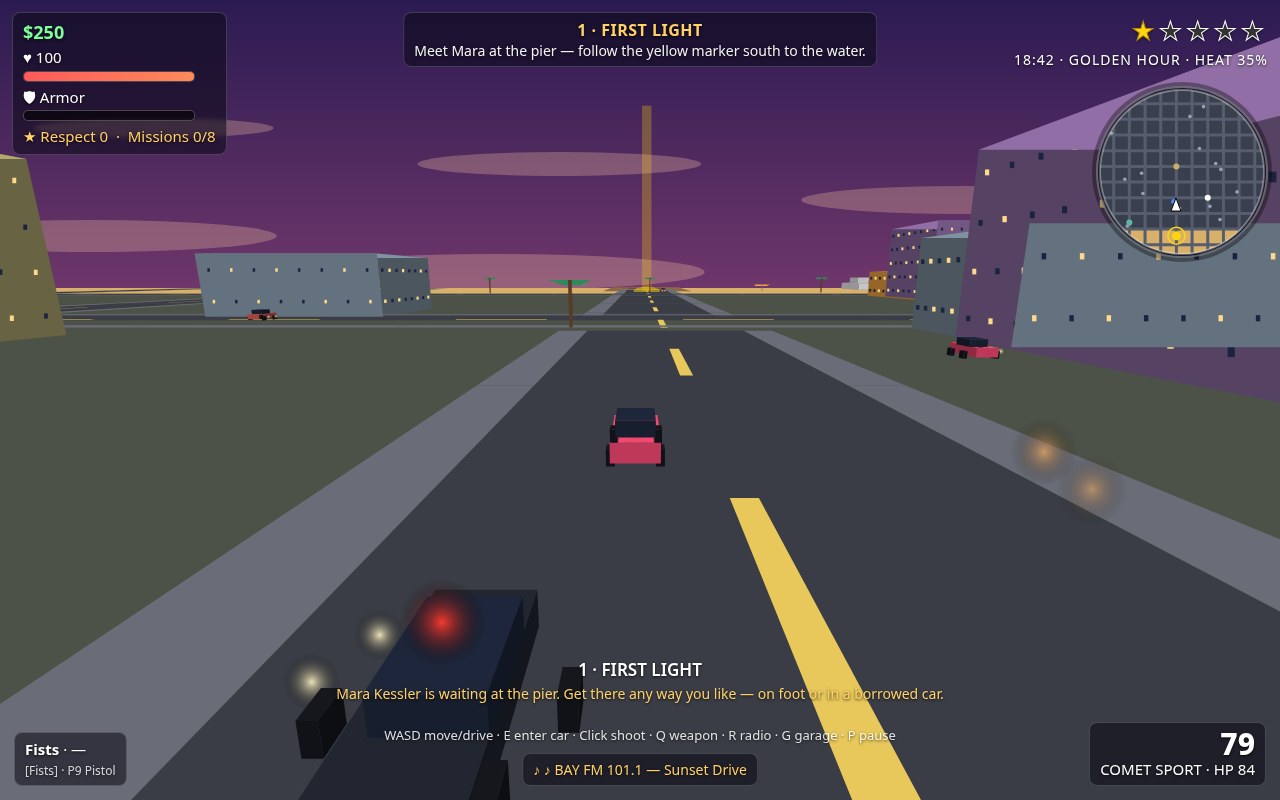 $250
♥ 100
Armor
★ Respect 0 · Missions 0/8
1 · FIRST LIGHT
Meet Mara at the pier — follow the yellow marker south to the water.
★☆☆☆☆
18:42 · GOLDEN HOUR · HEAT 35%
1 · FIRST LIGHT
Mara Kessler is waiting at the pier. Get there any way you like — on foot or in a borrowed car.
WASD move/drive · E enter car · Click shoot · Q weapon · R radio · G garage · P pause
♪ ♪ BAY FM 101.1 — Sunset Drive
Fists · —
[Fists] · P9 Pistol
79
COMET SPORT · HP 84